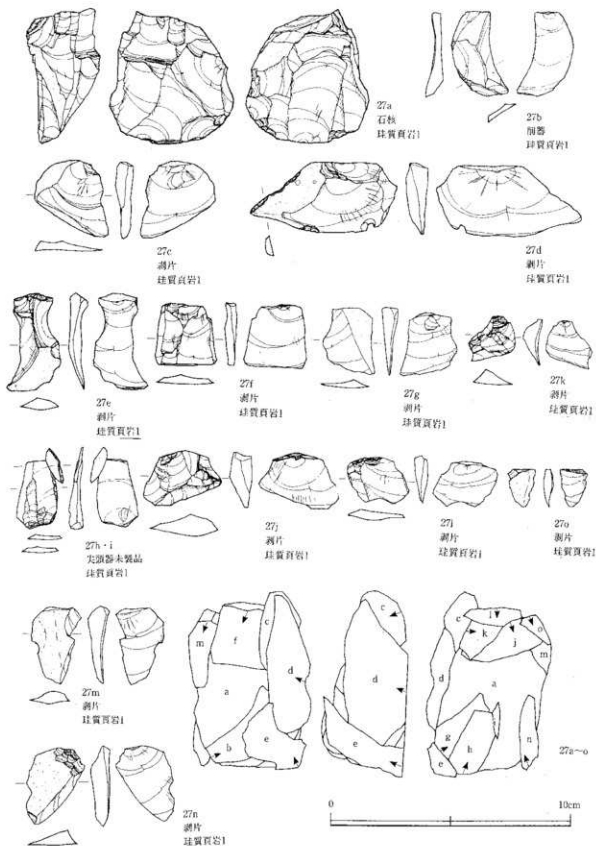 27a
石核
珪質頁岩1
27b
削器
珪質頁岩1
27c
剥片
珪質頁岩1
27d
剥片
珪質頁岩1
27e
剥片
珪質頁岩1
27f
剥片
珪質頁岩1
27g
剥片
珪質頁岩1
27k
剥片
珪質頁岩1
27h・i
尖頭器未製品
珪質頁岩1
27j
剥片
珪質頁岩1
27l
剥片
珪質頁岩1
27o
剥片
珪質頁岩1
27m
剥片
珪質頁岩1
27n
剥片
珪質頁岩1
m
f
c
d
a
b
e
c
d
e
c
l
k
j
o
m
d
a
g
h
e
n
27a～o
0
10cm